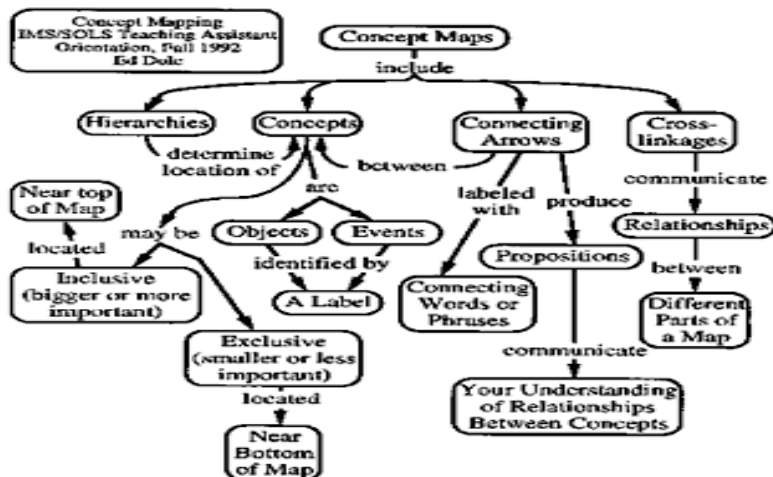 Concept Mapping
IMS/SOLS Teaching Assistant
Orientation, Fall 1992
Ed Dole
Concept Maps
include
Hierarchies
Concepts
Connecting
Arrows
Cross-
linkages
determine
location of
between
communicate
Near top
of Map
are
labeled
with
produce
Relationships
located
may be
Objects
Events
Propositions
between
Inclusive
(bigger or more
important)
identified by
A Label
Connecting
Words or
Phrases
Different
Parts of
a Map
Exclusive
(smaller or less
important)
communicate
located
Your Understanding
of Relationships
Between Concepts
Near
Bottom
of Map